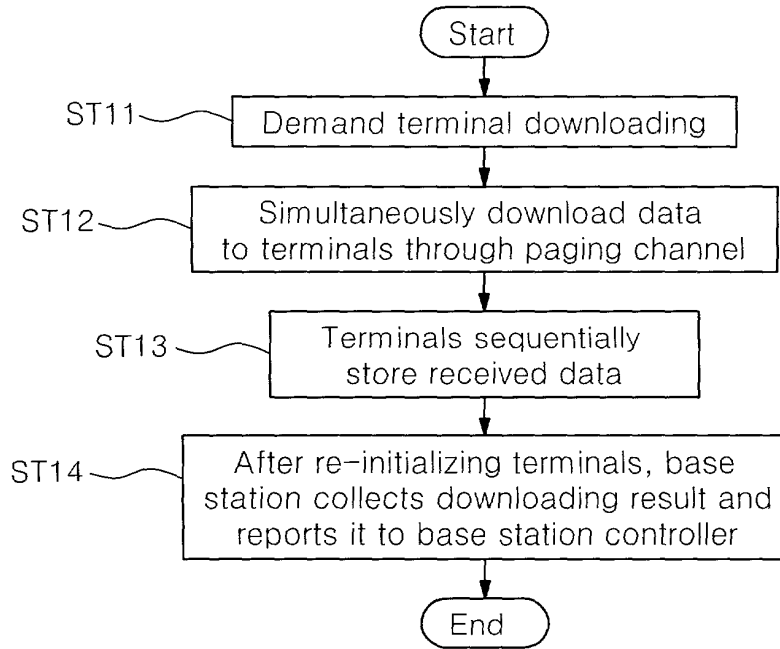 Start
ST11
Demand terminal downloading
ST12
Simultaneously download data
to terminals through paging channel
ST13
Terminals sequentially
store received data
ST14
After re-initializing terminals, base
station collects downloading result and
reports it to base station controller
End